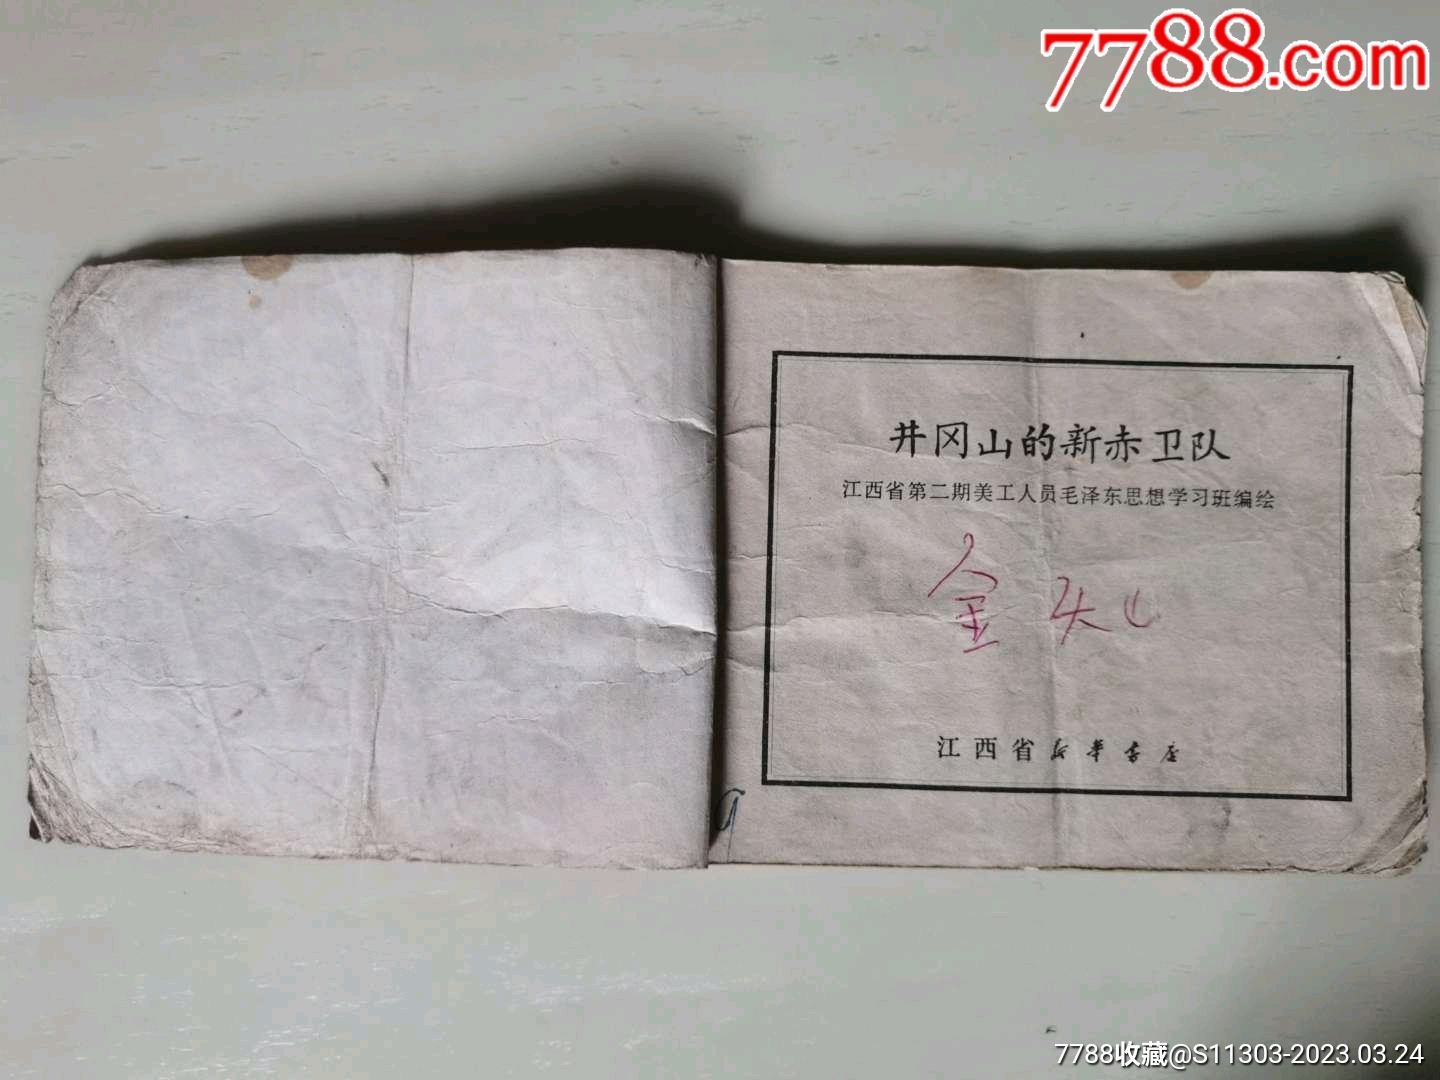 7788.com
井冈山的新赤卫队
江西省第二期美工人员毛泽东思想学习班编绘
金
江西省新华书店
9
7788收藏@S11303-2023.03.24